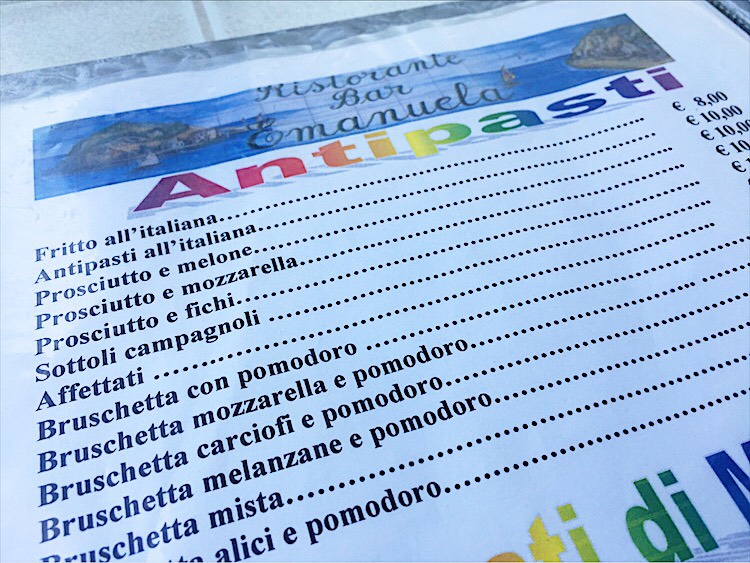 Ristorante
Bar
Emanuela
Antipasti
Fritto all'italiana........ € 8,00
Antipasti all'italiana........ € 10,00
Prosciutto e melone........ € 10,00
Prosciutto e mozzarella........ € 10,
Prosciutto e fichi........ €
Sottoli campagnoli ........
Affettati ........
Bruschetta con pomodoro ........
Bruschetta mozzarella e pomodoro........
Bruschetta carciofi e pomodoro........
Bruschetta melanzane e pomodoro........
Bruschetta mista........
alici e pomodoro........
di